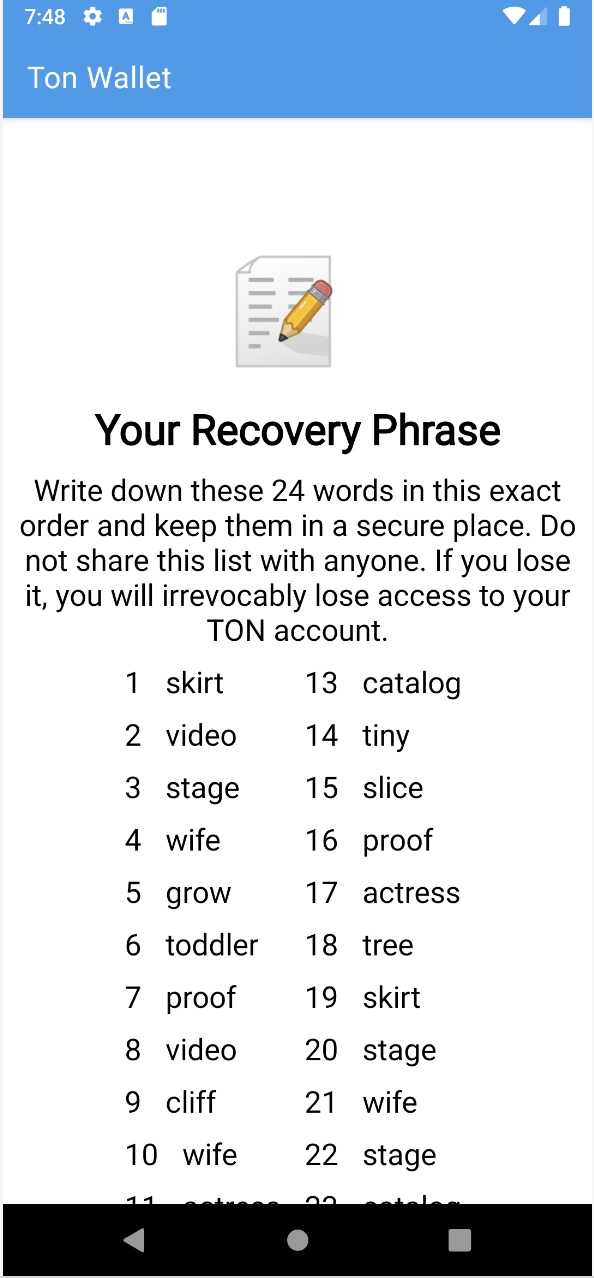 7:48
Ton Wallet
Your Recovery Phrase
Write down these 24 words in this exact
order and keep them in a secure place. Do
not share this list with anyone. If you lose
it, you will irrevocably lose access to your
TON account.
1 skirt 13 catalog
2 video 14 tiny
3 stage 15 slice
4 wife 16 proof
5 grow 17 actress
6 toddler 18 tree
7 proof 19 skirt
8 video 20 stage
9 cliff 21 wife
10 wife 22 stage